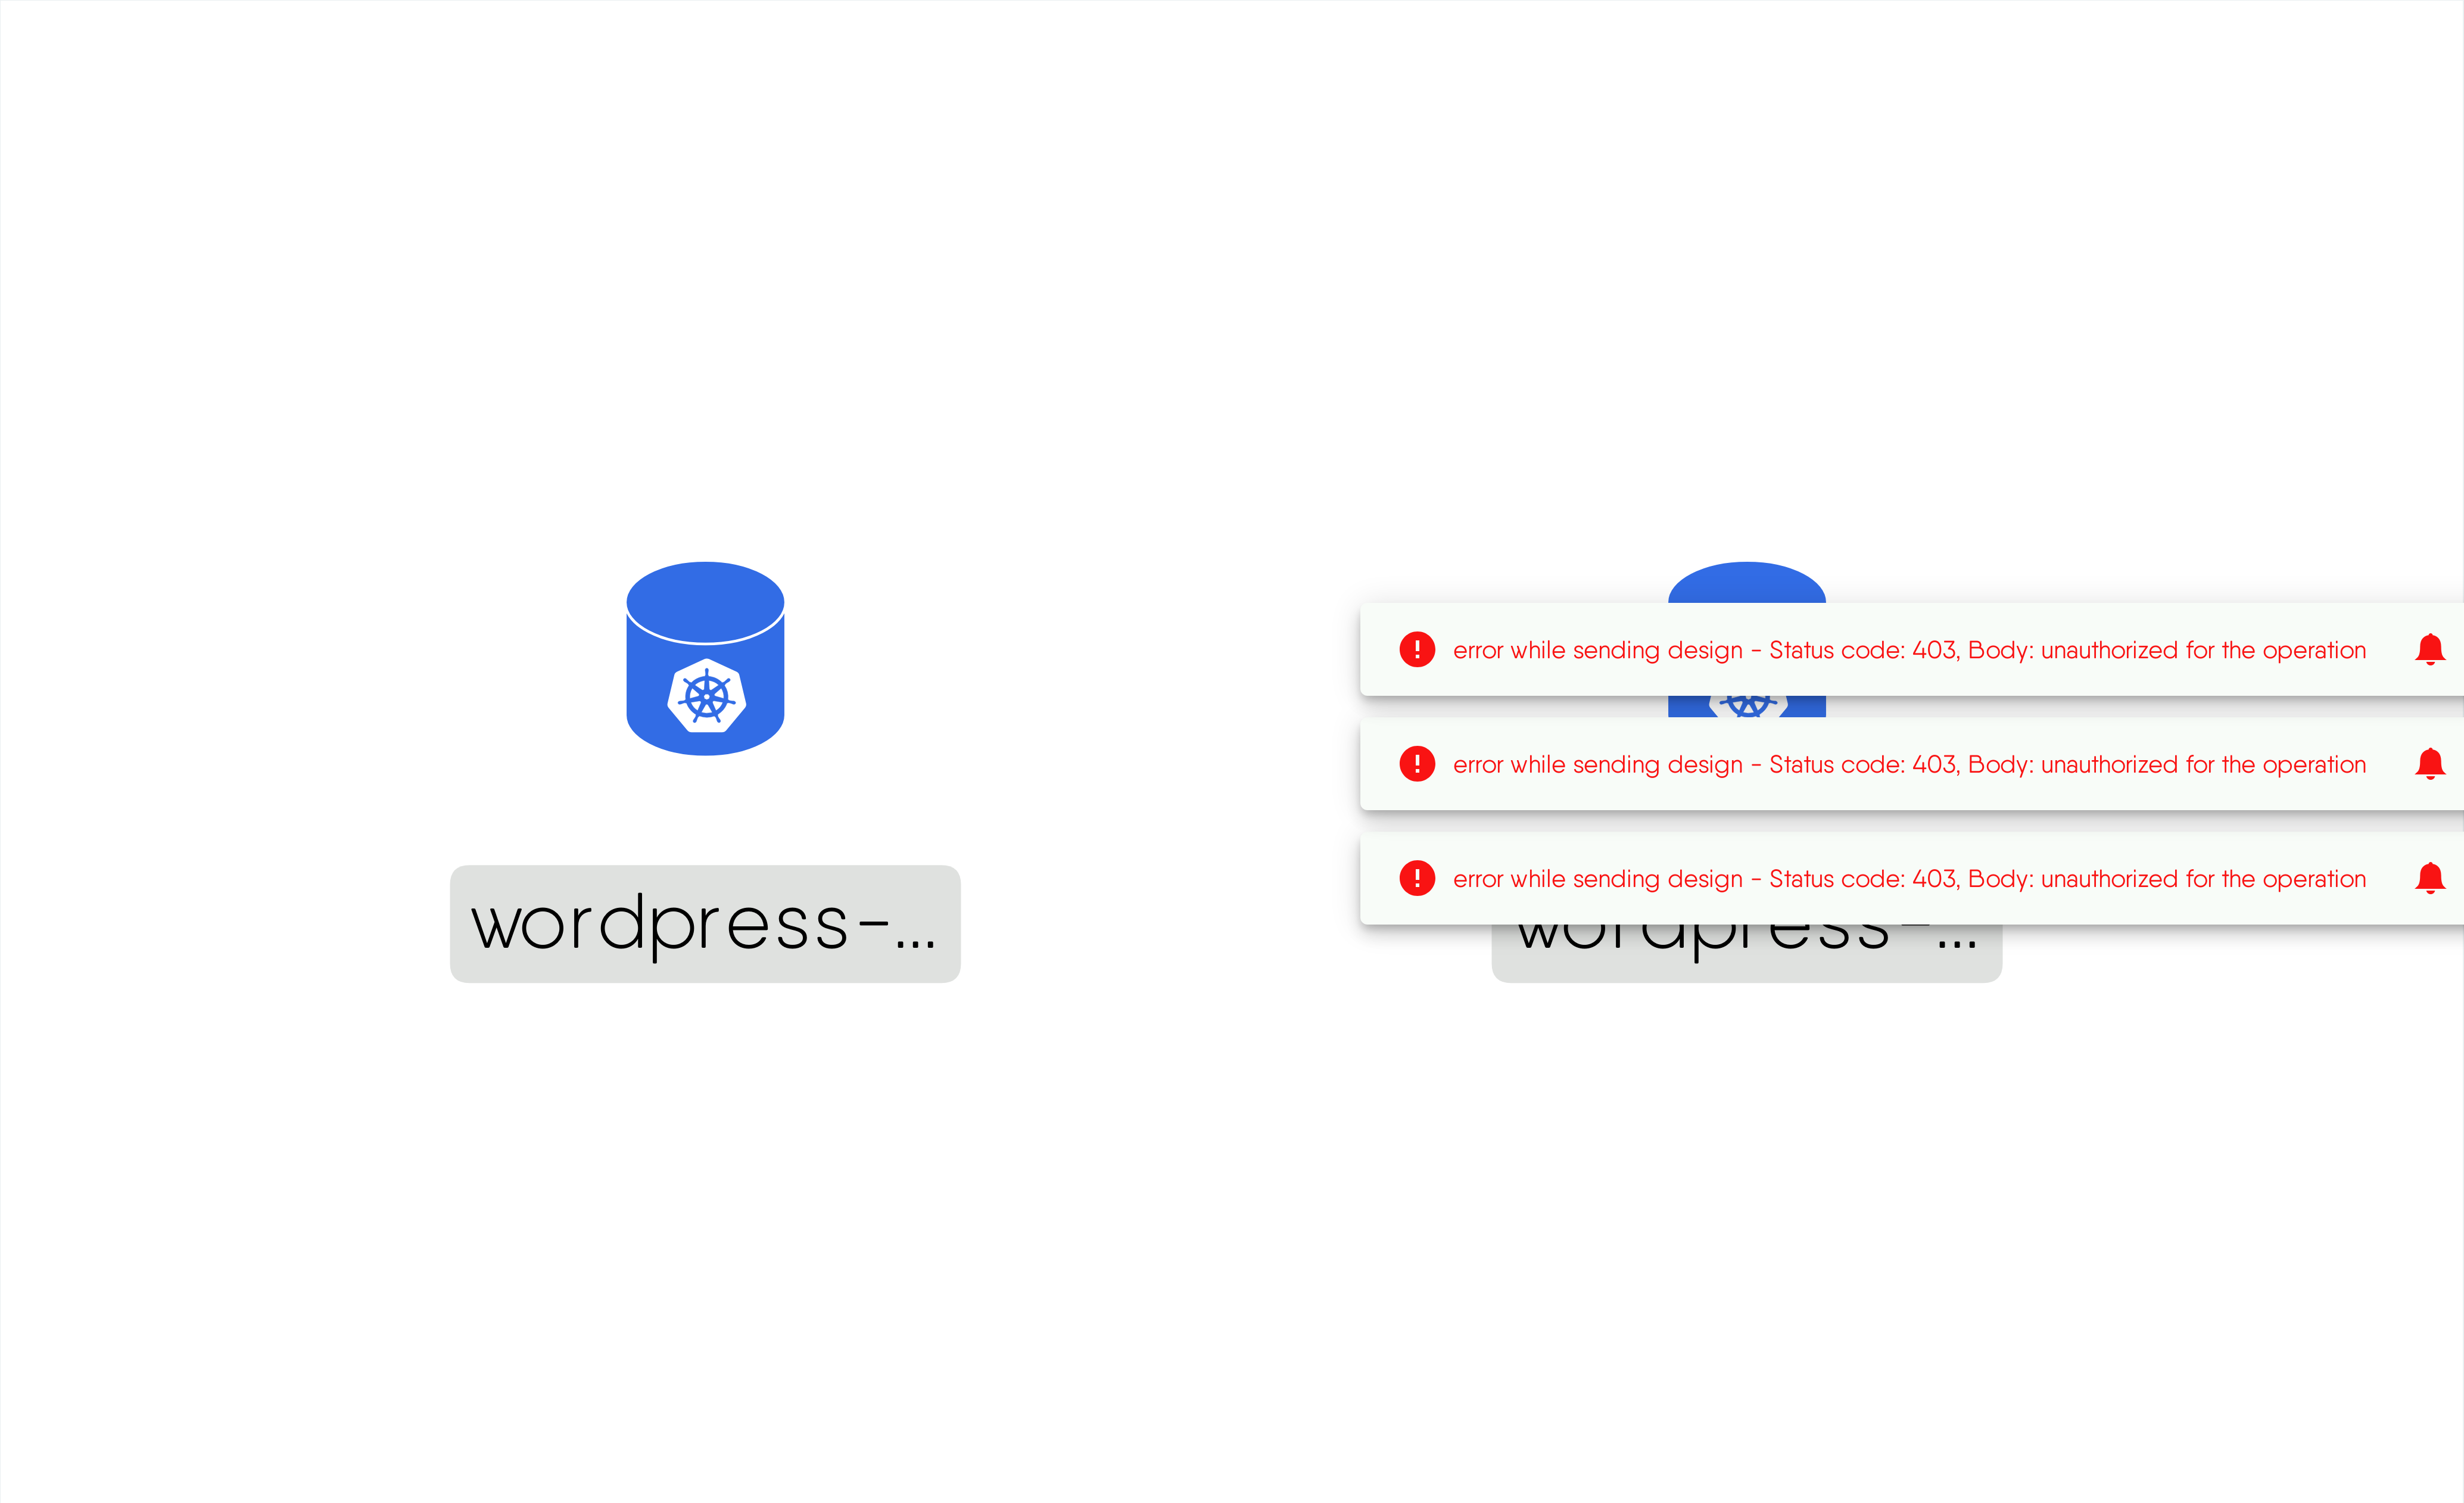 error while sending design - Status code: 403, Body: unauthorized for the operation
error while sending design - Status code: 403, Body: unauthorized for the operation
error while sending design - Status code: 403, Body: unauthorized for the operation
wordpress-...
wordpress-...